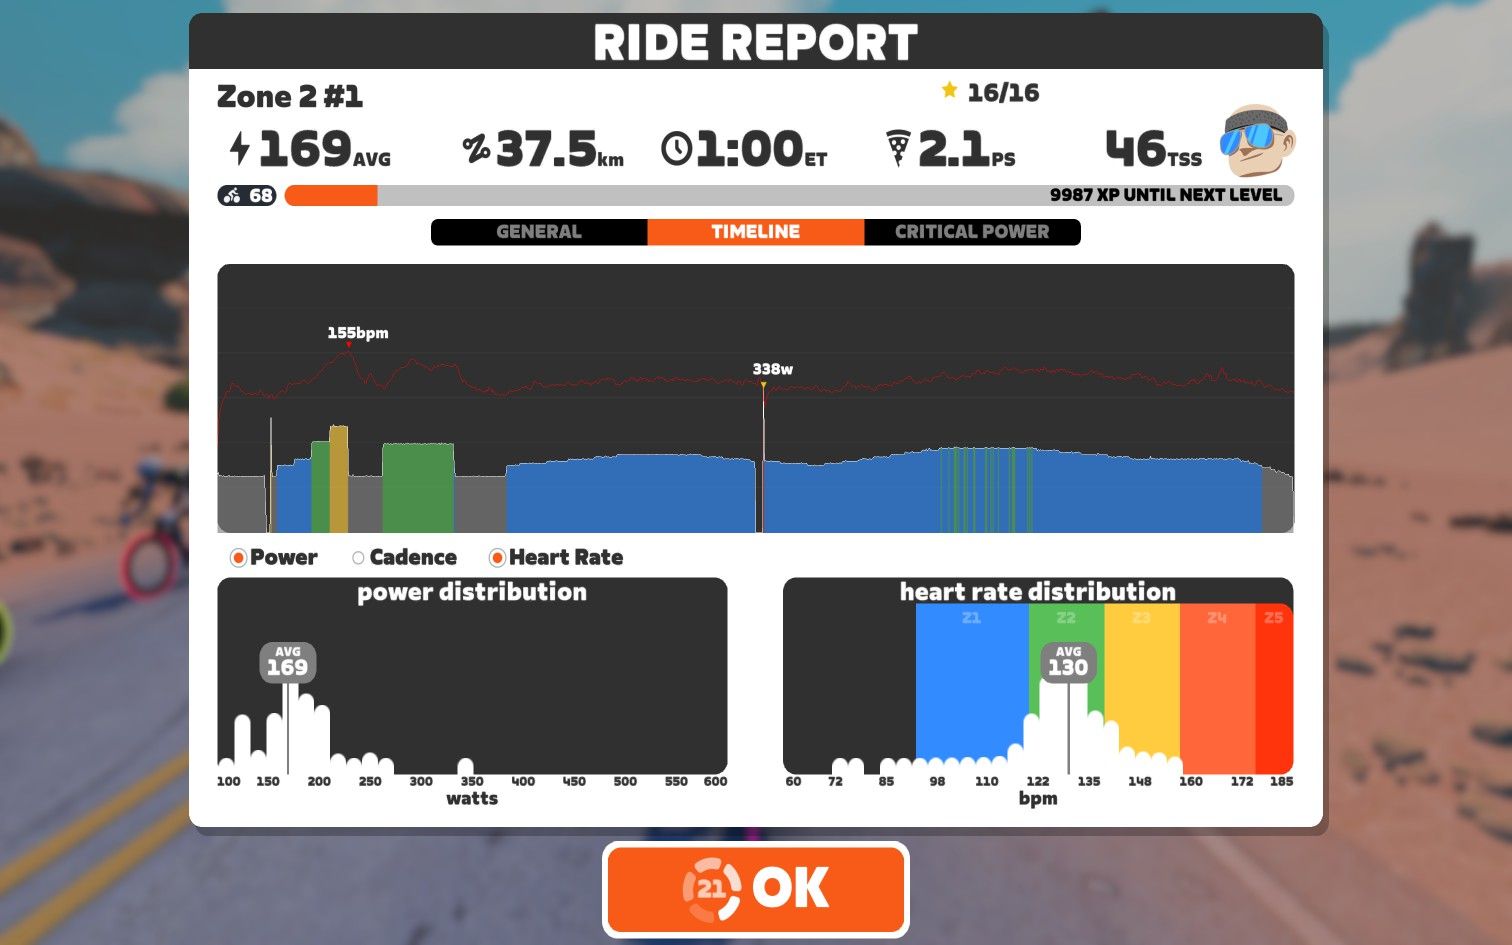 RIDE REPORT
Zone 2 #1
16/16
169AVG 37.5km 1:00ET 2.1PS 46TSS
68 9987 XP UNTIL NEXT LEVEL
GENERAL TIMELINE CRITICAL POWER
155bpm
338w
Power Cadence Heart Rate
power distribution
AVG
169
100 150 200 250 300 350 400 450 500 550 600
watts
heart rate distribution
Z1 Z2 Z3 Z4 Z5
AVG
130
60 72 85 98 110 122 135 148 160 172 185
bpm
21 OK